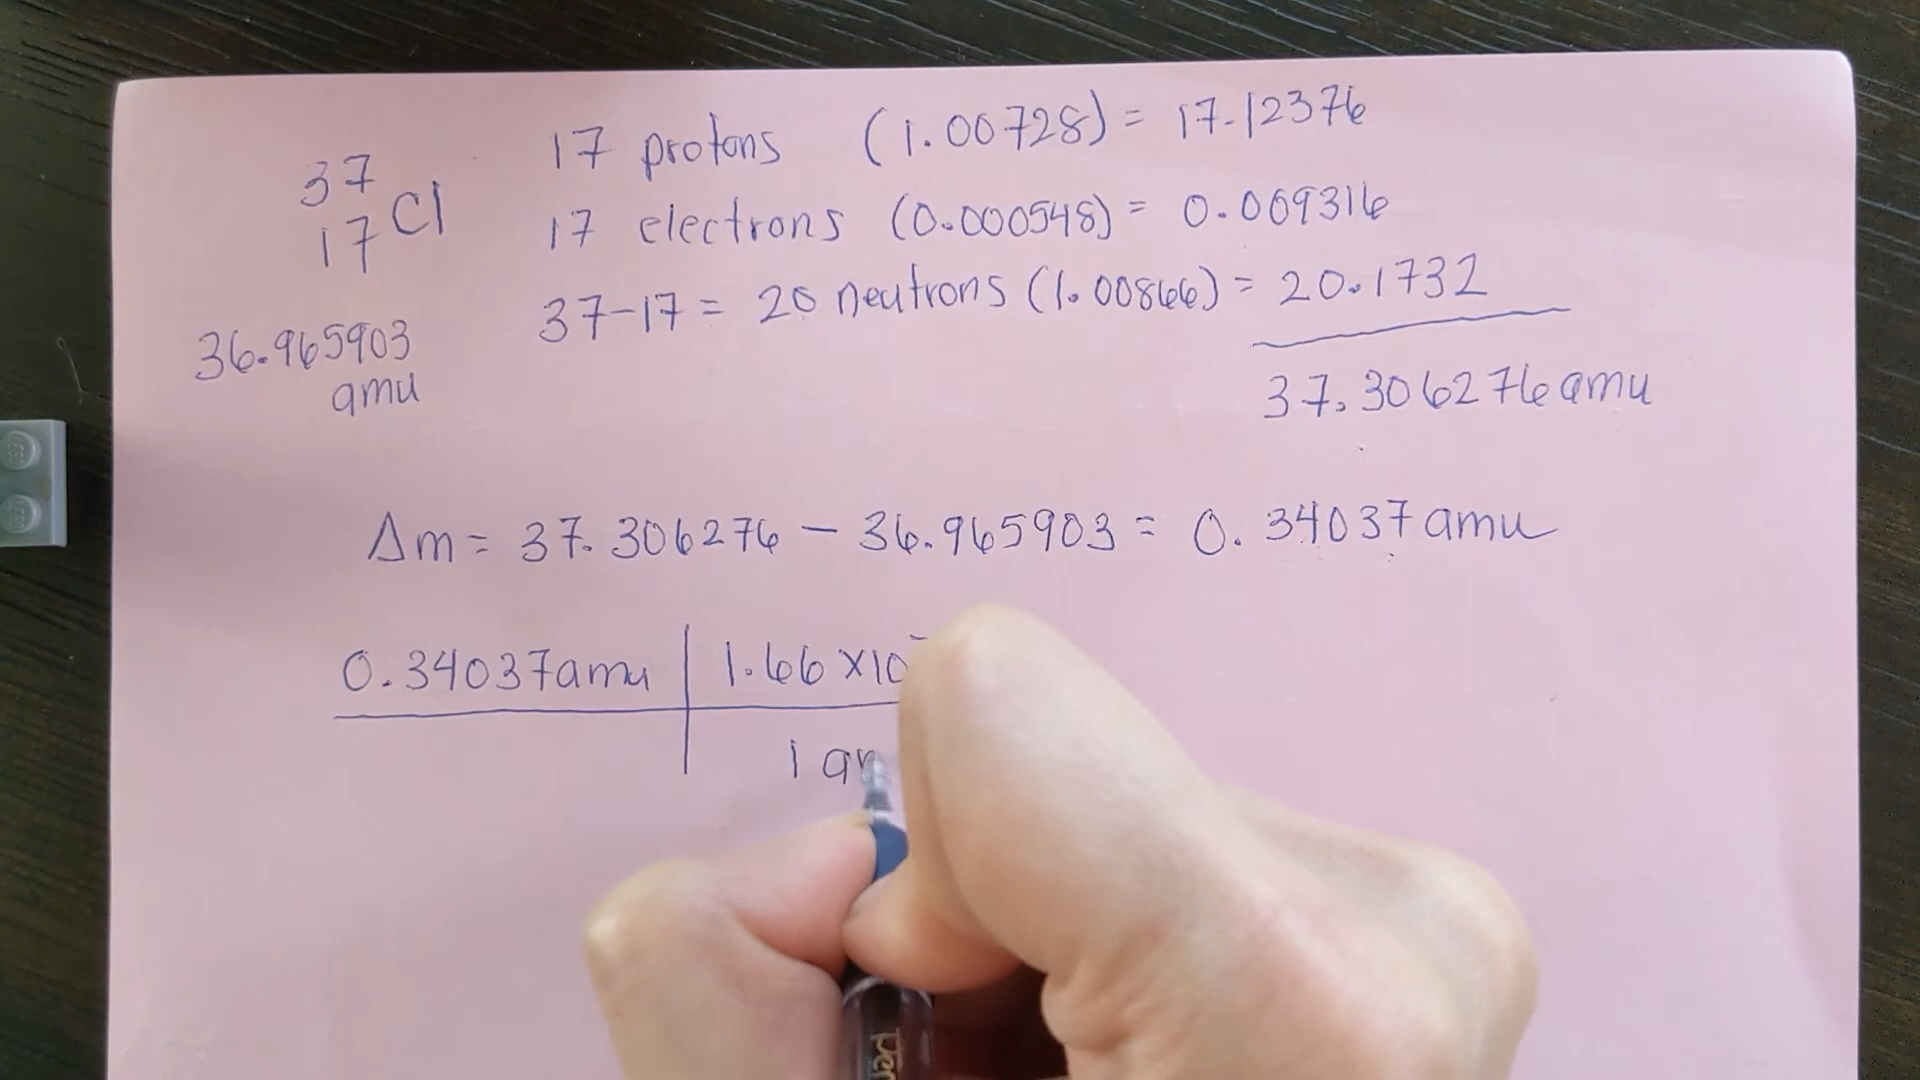 37
17 Cl
36.965903
amu
17 protons (1.00728) = 17.12376
17 electrons (0.000548) = 0.009316
37-17 = 20 neutrons (1.00866) = 20.1732
37.306276 amu
Δm = 37.306276 - 36.965903 = 0.34037 amu
0.34037 amu | 1.66 x10
1